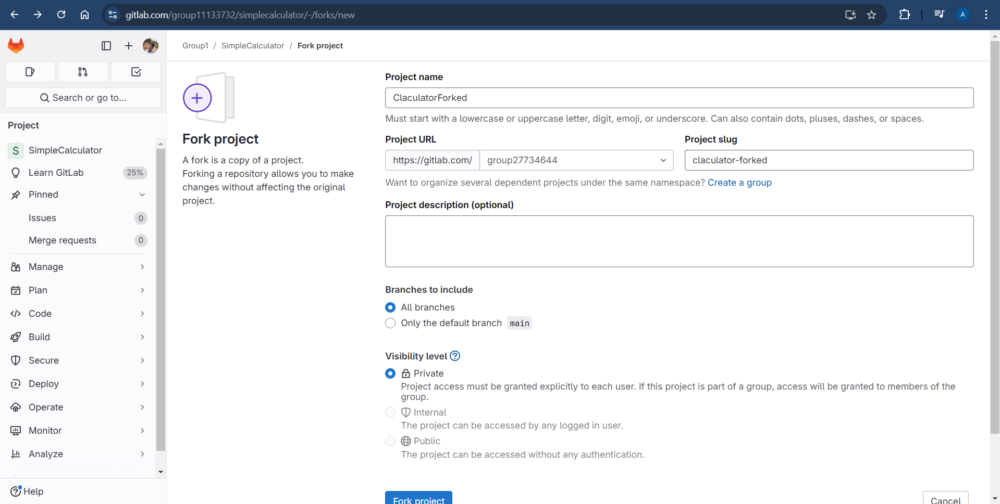 gitlab.com/group11133732/simplecalculator/-/forks/new
A
Group1 / SimpleCalculator / Fork project
Search or go to...
Project
S SimpleCalculator
Learn GitLab 25%
Pinned
Issues 0
Merge requests 0
Manage
Plan
Code
Build
Secure
Deploy
Operate
Monitor
Analyze
Help
Fork project
A fork is a copy of a project.
Forking a repository allows you to make
changes without affecting the original
project.
Project name
ClaculatorForked
Must start with a lowercase or uppercase letter, digit, emoji, or underscore. Can also contain dots, pluses, dashes, or spaces.
Project URL
https://gitlab.com/ group27734644
Project slug
claculator-forked
Want to organize several dependent projects under the same namespace? Create a group
Project description (optional)
Branches to include
All branches
Only the default branch main
Visibility level
Private
Project access must be granted explicitly to each user. If this project is part of a group, access will be granted to members of the
group.
Internal
The project can be accessed by any logged in user.
Public
The project can be accessed without any authentication.
Fork project
Cancel